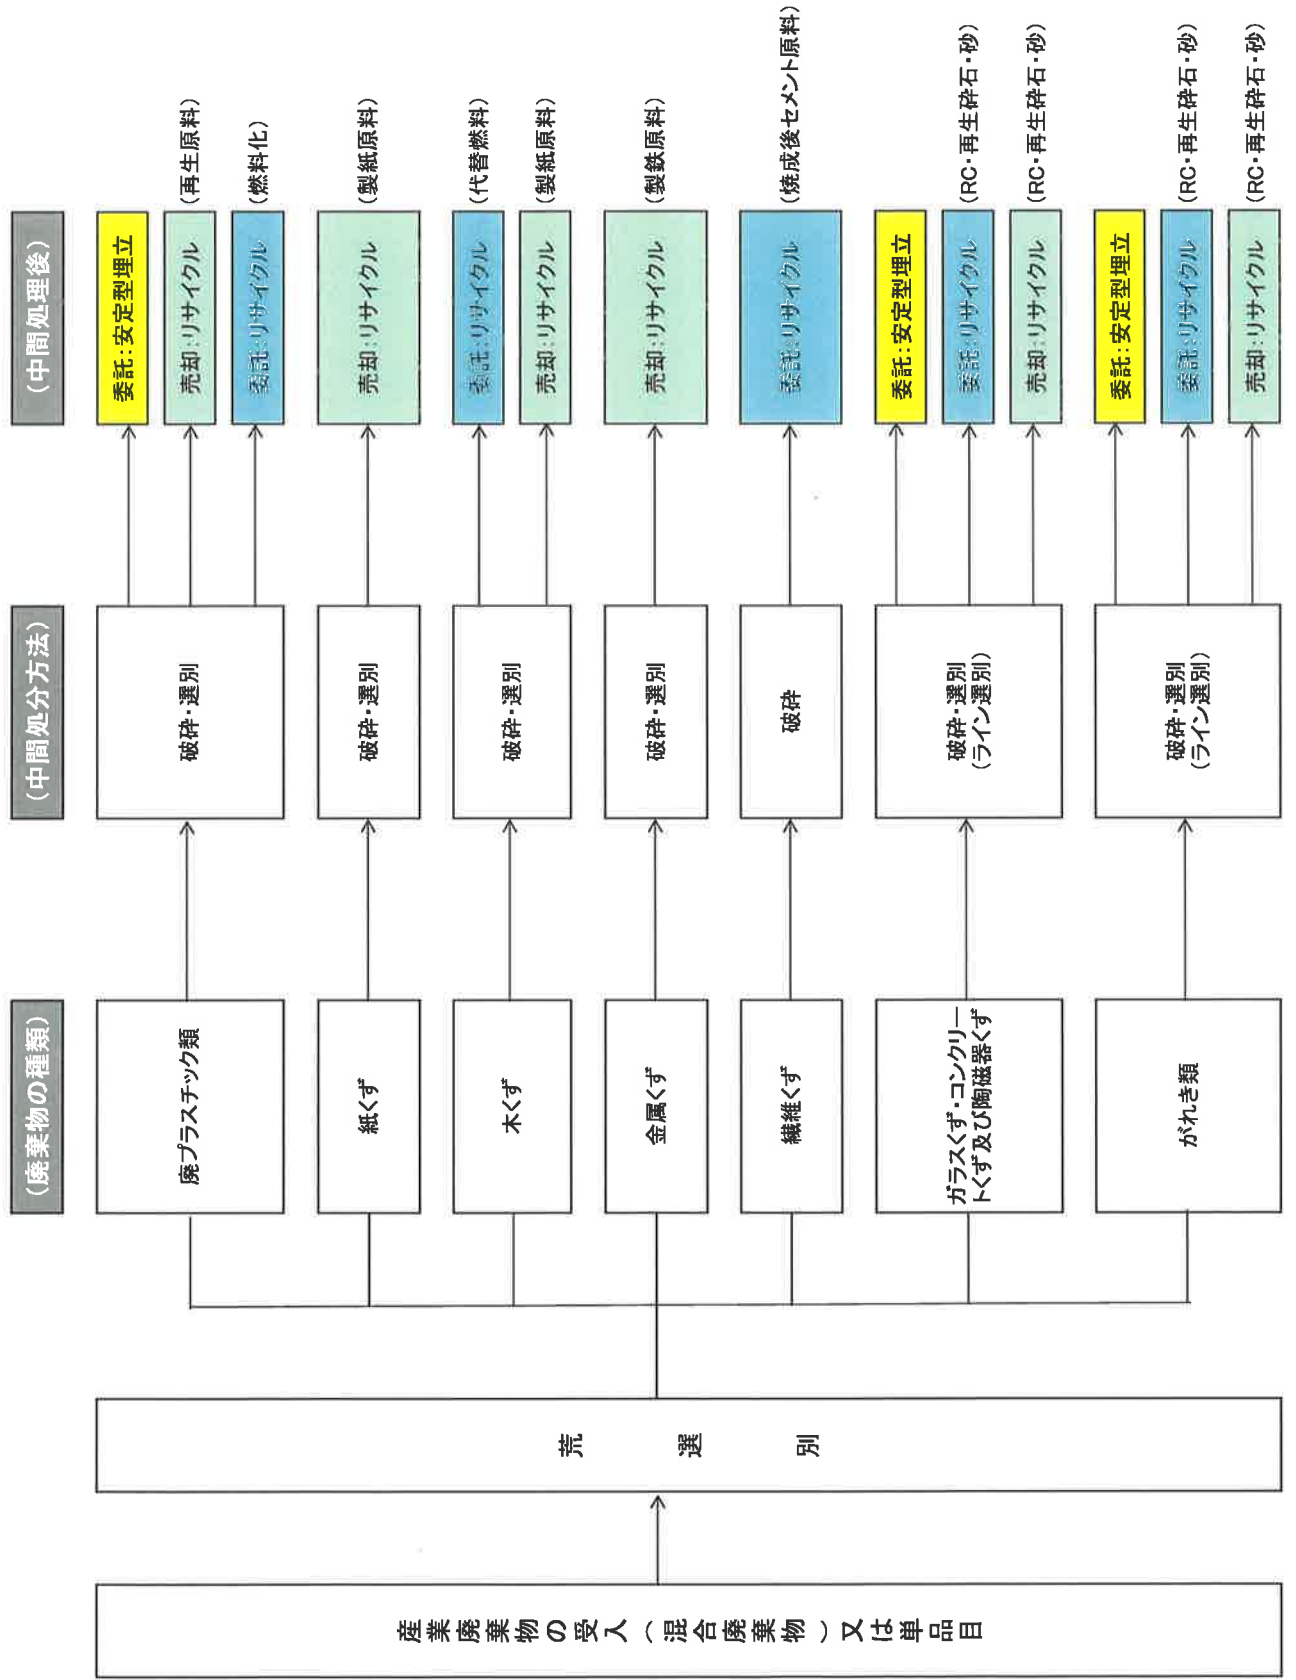 産業廃棄物の受入（混合廃棄物）又は単品目
荒選別
(廃棄物の種類)
廃プラスチック類
紙くず
木くず
金属くず
繊維くず
ガラスくず・コンクリー
トくず及び陶磁器くず
がれき類
(中間処分方法)
破砕・選別
破砕・選別
破砕・選別
破砕・選別
破砕
破砕・選別
(ライン選別)
破砕・選別
(ライン選別)
(中間処理後)
委託：安定型埋立
売却：リサイクル
(再生原料)
委託：リサイクル
(燃料化)
売却：リサイクル
(製紙原料)
委託：リサイクル
(代替燃料)
売却：リサイクル
(製紙原料)
売却：リサイクル
(製鉄原料)
委託：リサイクル
(焼成後セメント原料)
委託：安定型埋立
委託：リサイクル
(RC・再生砕石・砂)
売却：リサイクル
(RC・再生砕石・砂)
委託：安定型埋立
委託：リサイクル
(RC・再生砕石・砂)
売却：リサイクル
(RC・再生砕石・砂)